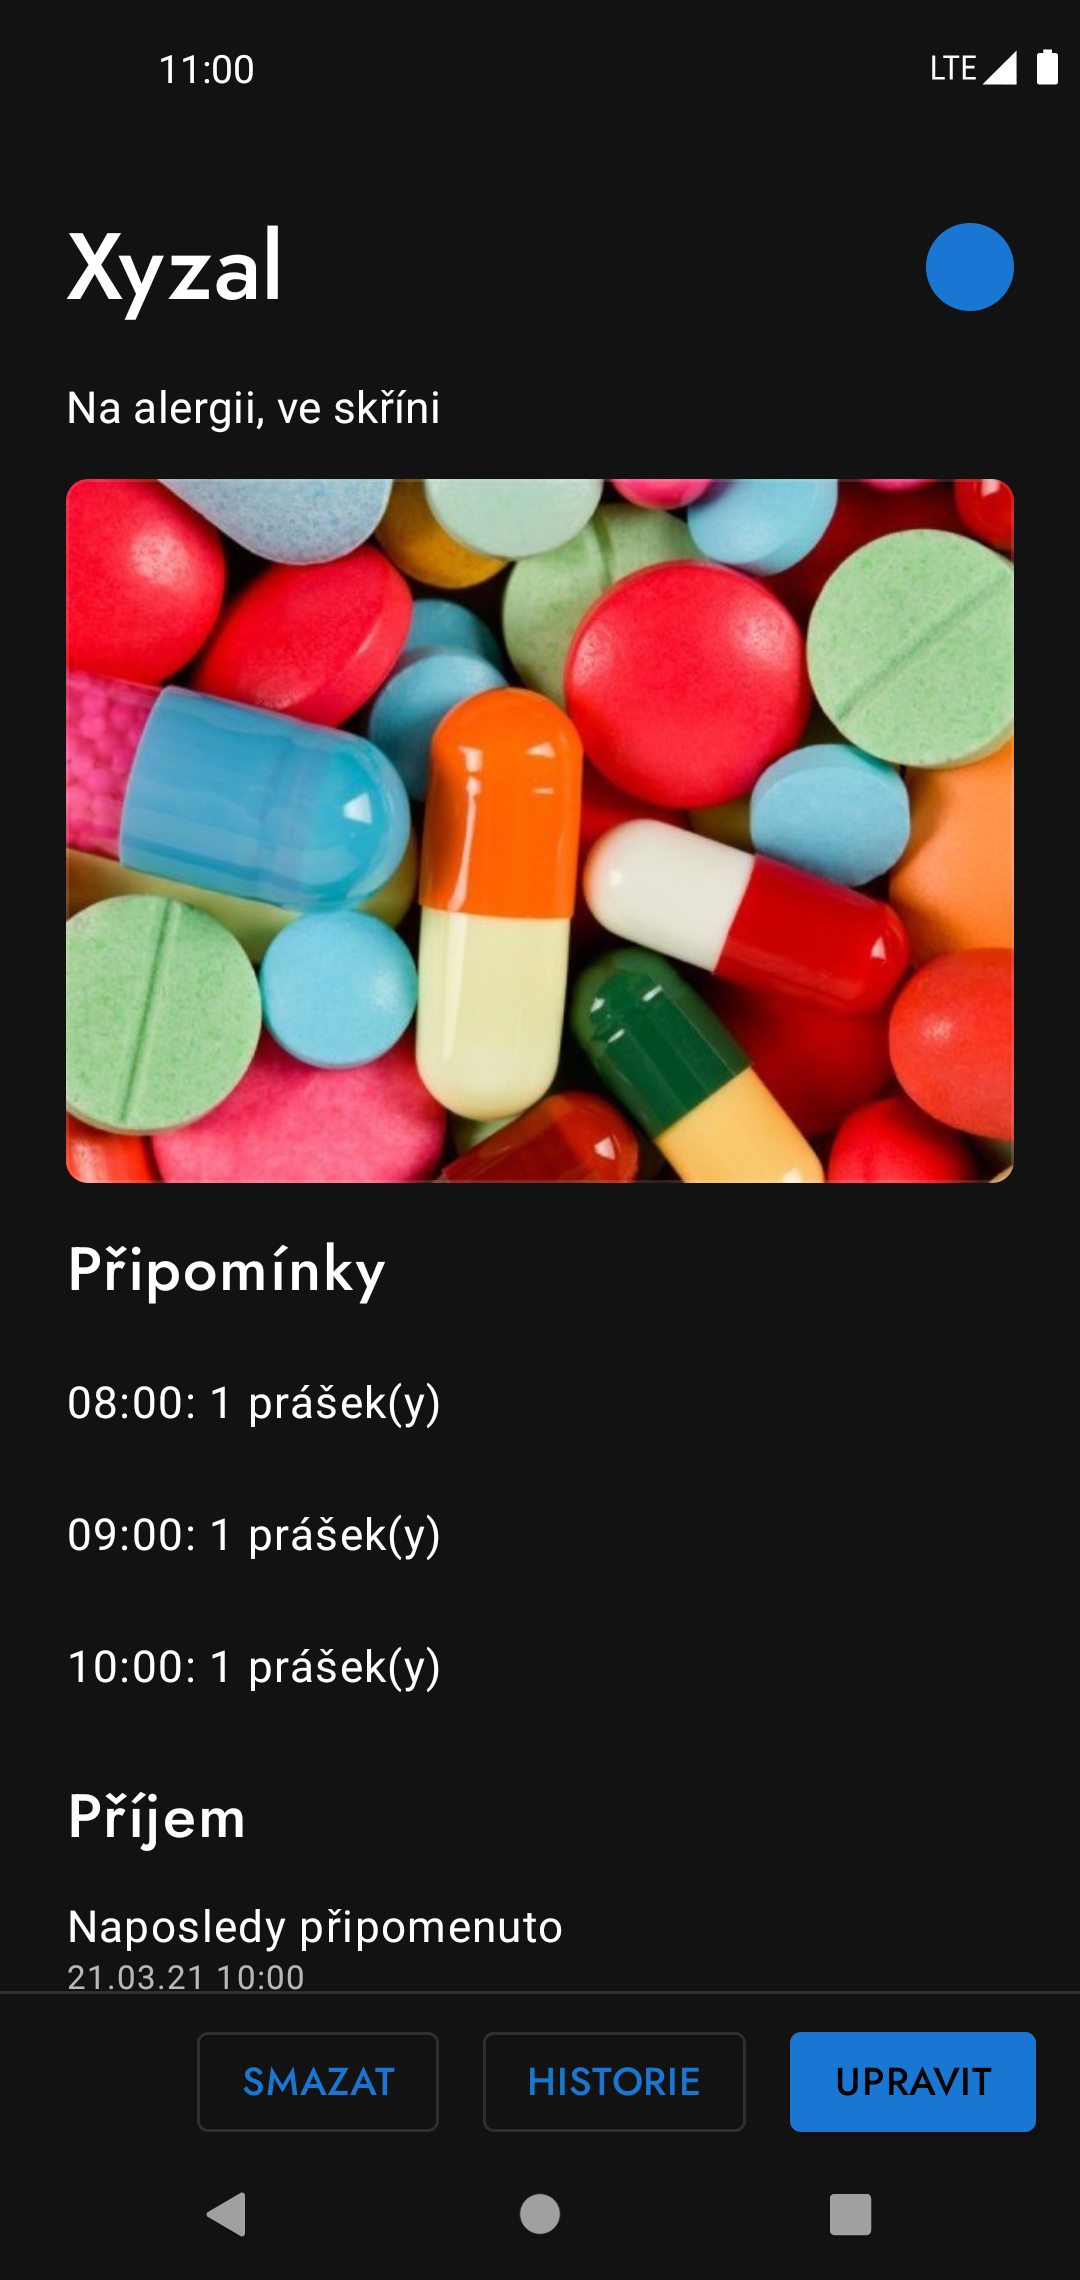 11:00
LTE
Xyzal
Na alergii, ve skříni
Připomínky
08:00: 1 prášek(y)
09:00: 1 prášek(y)
10:00: 1 prášek(y)
Příjem
Naposledy připomenuto
21.03.21 10:00
SMAZAT
HISTORIE
UPRAVIT